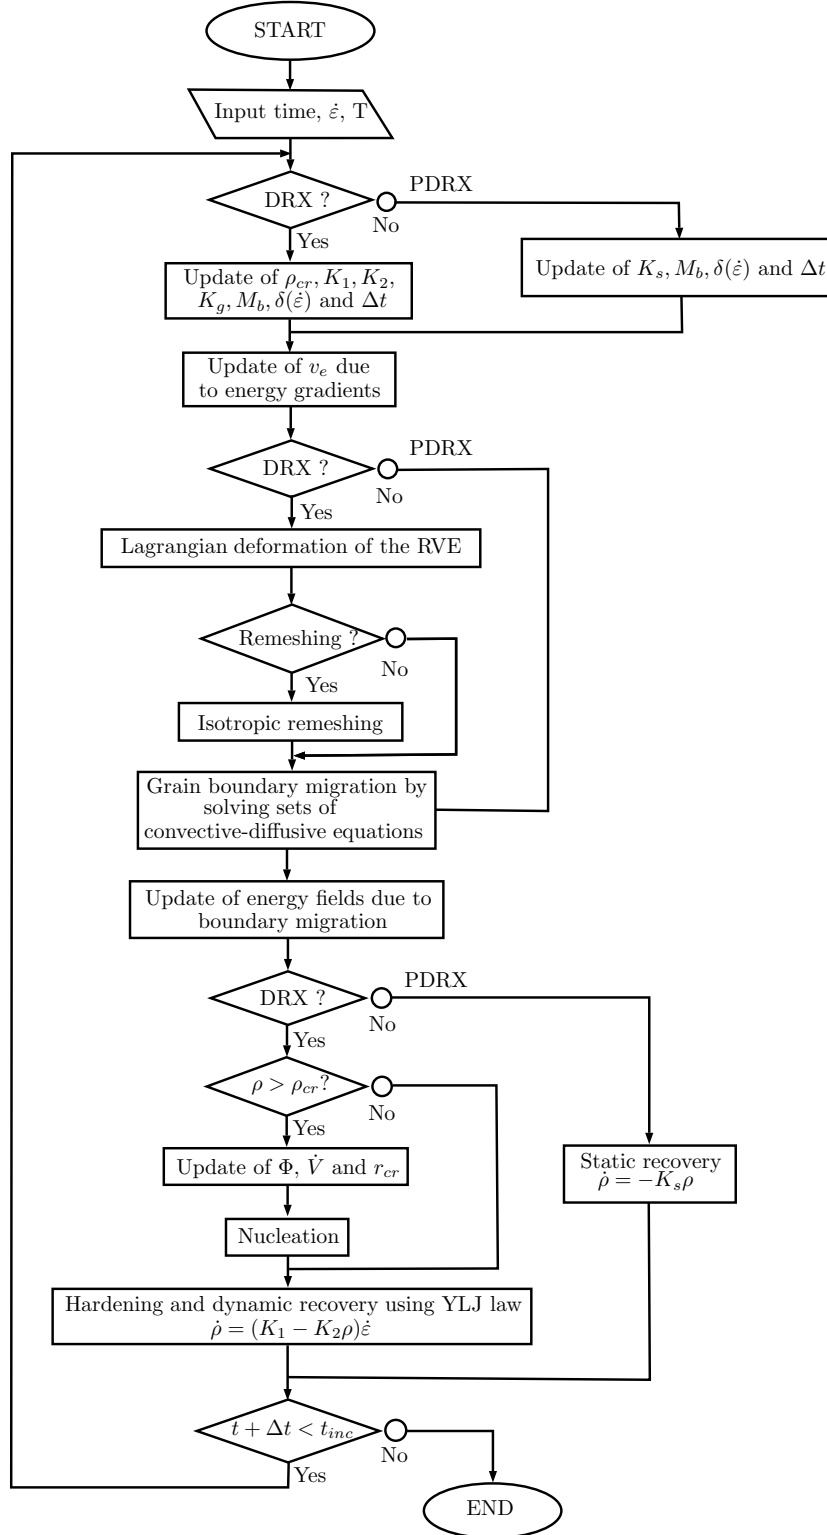 START
Input time, ε̇, T
DRX ?
PDRX
No
Yes
Update of ρ_cr, K_1, K_2,
K_g, M_b, δ(ε̇) and Δt
Update of K_s, M_b, δ(ε̇) and Δt
Update of v_e due
to energy gradients
DRX ?
PDRX
No
Yes
Lagrangian deformation of the RVE
Remeshing ?
No
Yes
Isotropic remeshing
Grain boundary migration by
solving sets of
convective-diffusive equations
Update of energy fields due to
boundary migration
DRX ?
PDRX
No
Yes
ρ > ρ_cr?
No
Yes
Update of Φ, V̇ and r_cr
Static recovery
ρ̇ = −K_sρ
Nucleation
Hardening and dynamic recovery using YLJ law
ρ̇ = (K_1 − K_2ρ)ε̇
t + Δt < t_inc
No
Yes
END